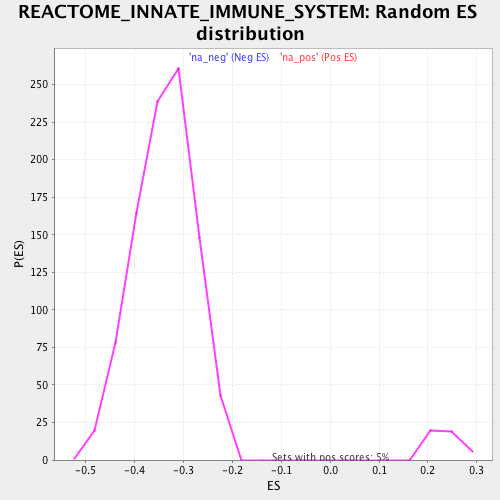 REACTOME_INNATE_IMMUNE_SYSTEM: Random ES
distribution
'na_neg' (Neg ES) 'na_pos' (Pos ES)
250
225
200
175
150
125
100
75
50
25
0
P(ES)
Sets with pos scores: 5%
-0.5 -0.4 -0.3 -0.2 -0.1 0.0 0.1 0.2 0.3
ES